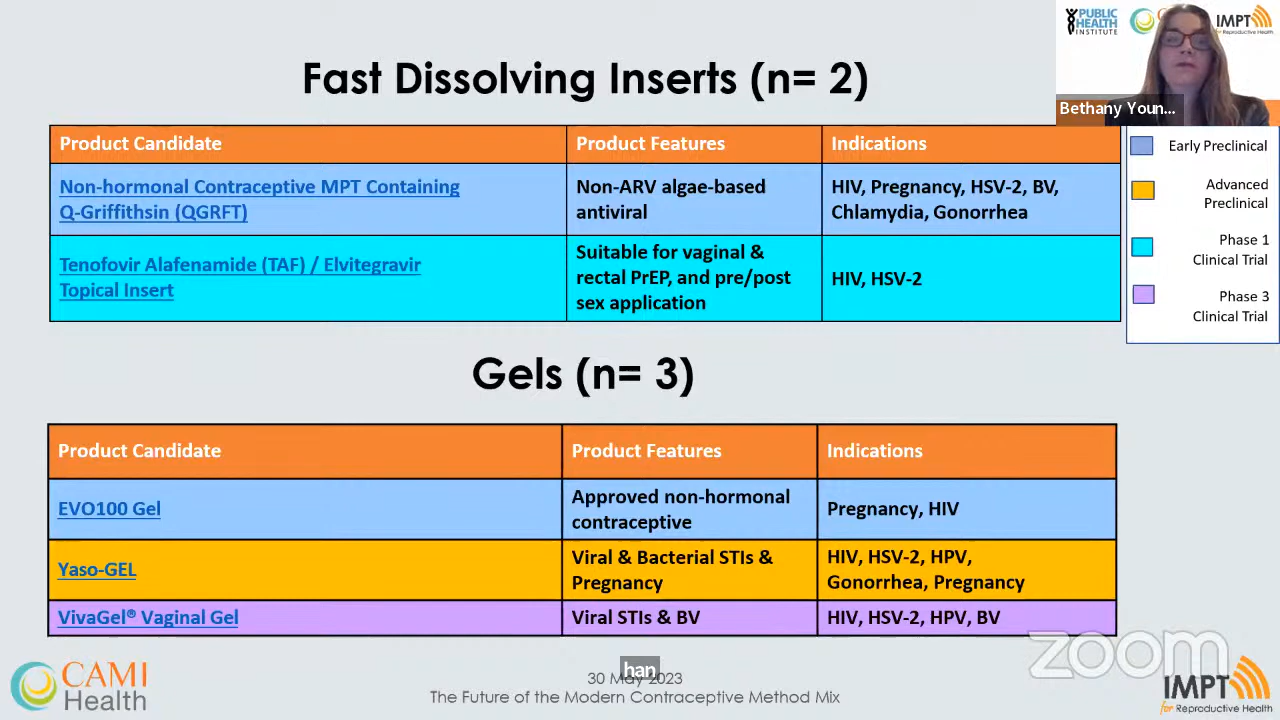 PUBLIC
HEALTH
INSTITUTE
IMPT
for Reproductive Health
Bethany Youn...
Fast Dissolving Inserts (n= 2)
Product Candidate
Product Features
Indications
Non-hormonal Contraceptive MPT Containing
Q-Griffithsin (QGRFT)
Non-ARV algae-based
antiviral
HIV, Pregnancy, HSV-2, BV,
Chlamydia, Gonorrhea
Tenofovir Alafenamide (TAF) / Elvitegravir
Topical Insert
Suitable for vaginal &
rectal PrEP, and pre/post
sex application
HIV, HSV-2
Early Preclinical
Advanced
Preclinical
Phase 1
Clinical Trial
Phase 3
Clinical Trial
Gels (n= 3)
Product Candidate
Product Features
Indications
EVO100 Gel
Approved non-hormonal
contraceptive
Pregnancy, HIV
Yaso-GEL
Viral & Bacterial STIs &
Pregnancy
HIV, HSV-2, HPV,
Gonorrhea, Pregnancy
VivaGel® Vaginal Gel
Viral STIs & BV
HIV, HSV-2, HPV, BV
zoom
CAMI
Health
han
30 May 2023
The Future of the Modern Contraceptive Method Mix
IMPT
for Reproductive Health